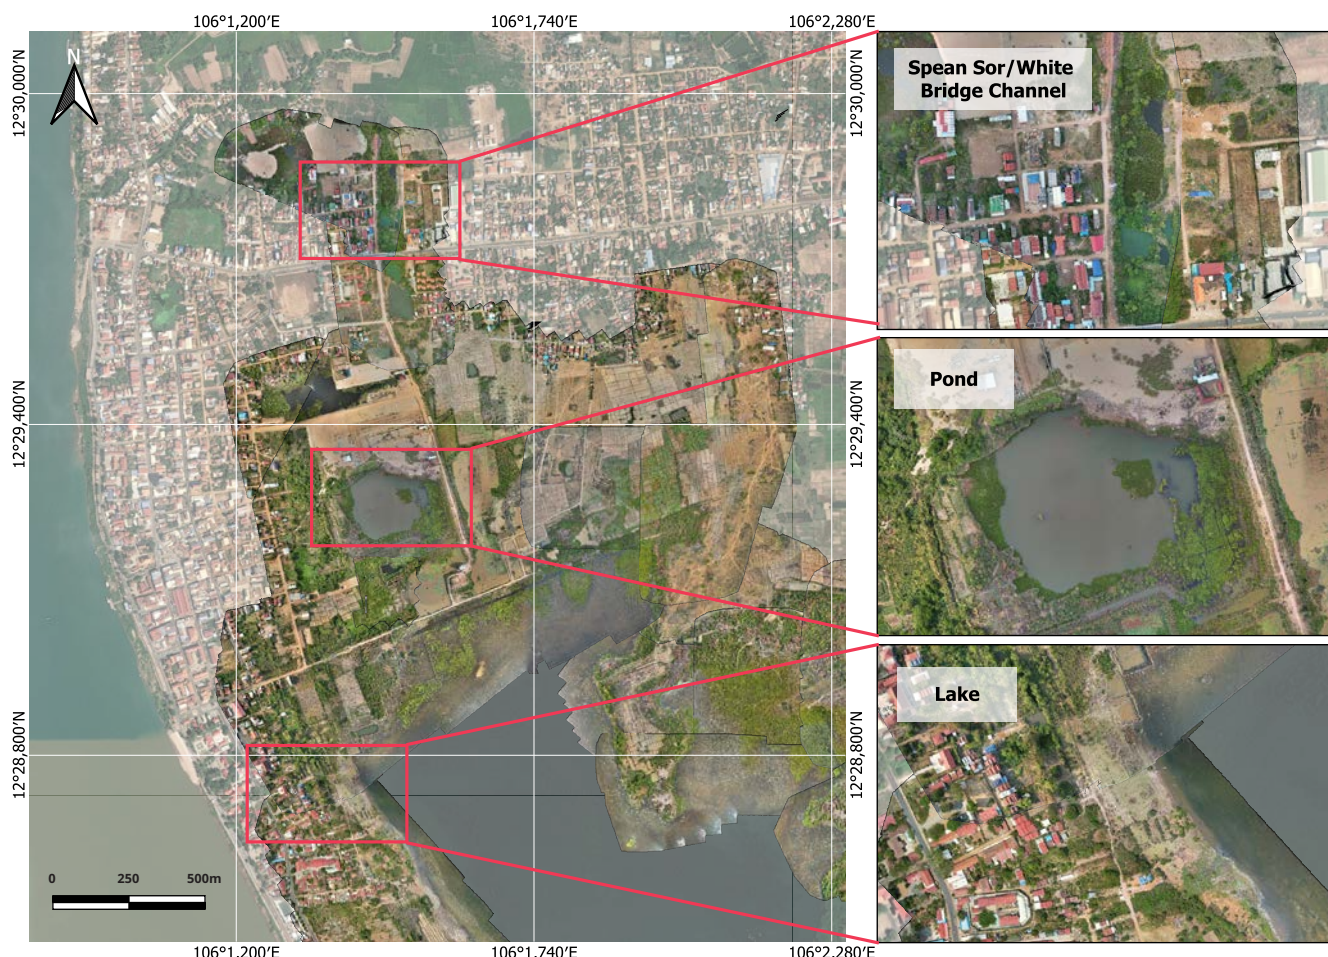 106°1,200′E
106°1,740′E
106°2,280′E
N
12°30,000′N
12°30,000′N
12°29,400′N
12°29,400′N
12°28,800′N
12°28,800′N
0
250
500m
106°1,200′E
106°1,740′E
106°2,280′E
Spean Sor/White
Bridge Channel
Pond
Lake